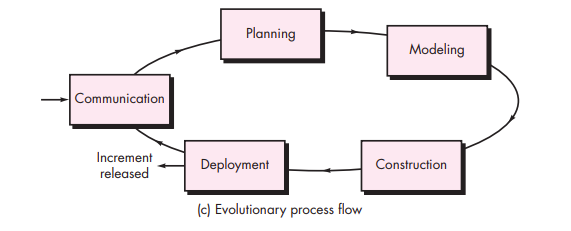 Planning
Modeling
Communication
Increment
released
Deployment
Construction
(c) Evolutionary process flow